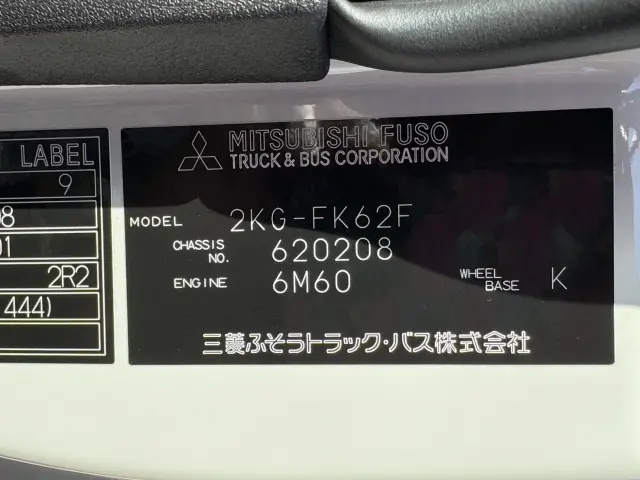 LABEL
9
08
01
2R2
444)
MITSUBISHI FUSO
TRUCK & BUS CORPORATION
MODEL 2KG-FK62F
CHASSIS NO. 620208
ENGINE 6M60
WHEEL BASE K
三菱ふそうトラック・バス株式会社